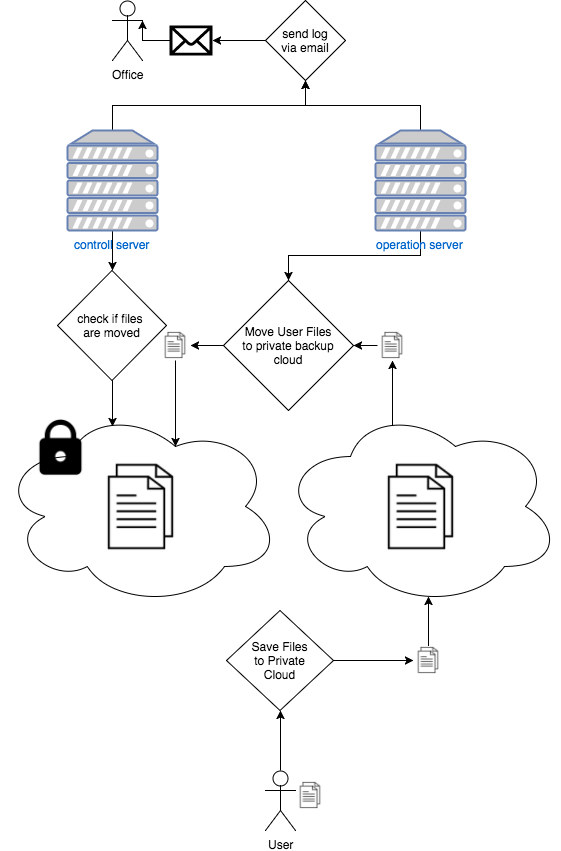 send log
via email
Office
controll server
operation server
check if files
are moved
Move User Files
to private backup
cloud
Save Files
to Private
Cloud
User